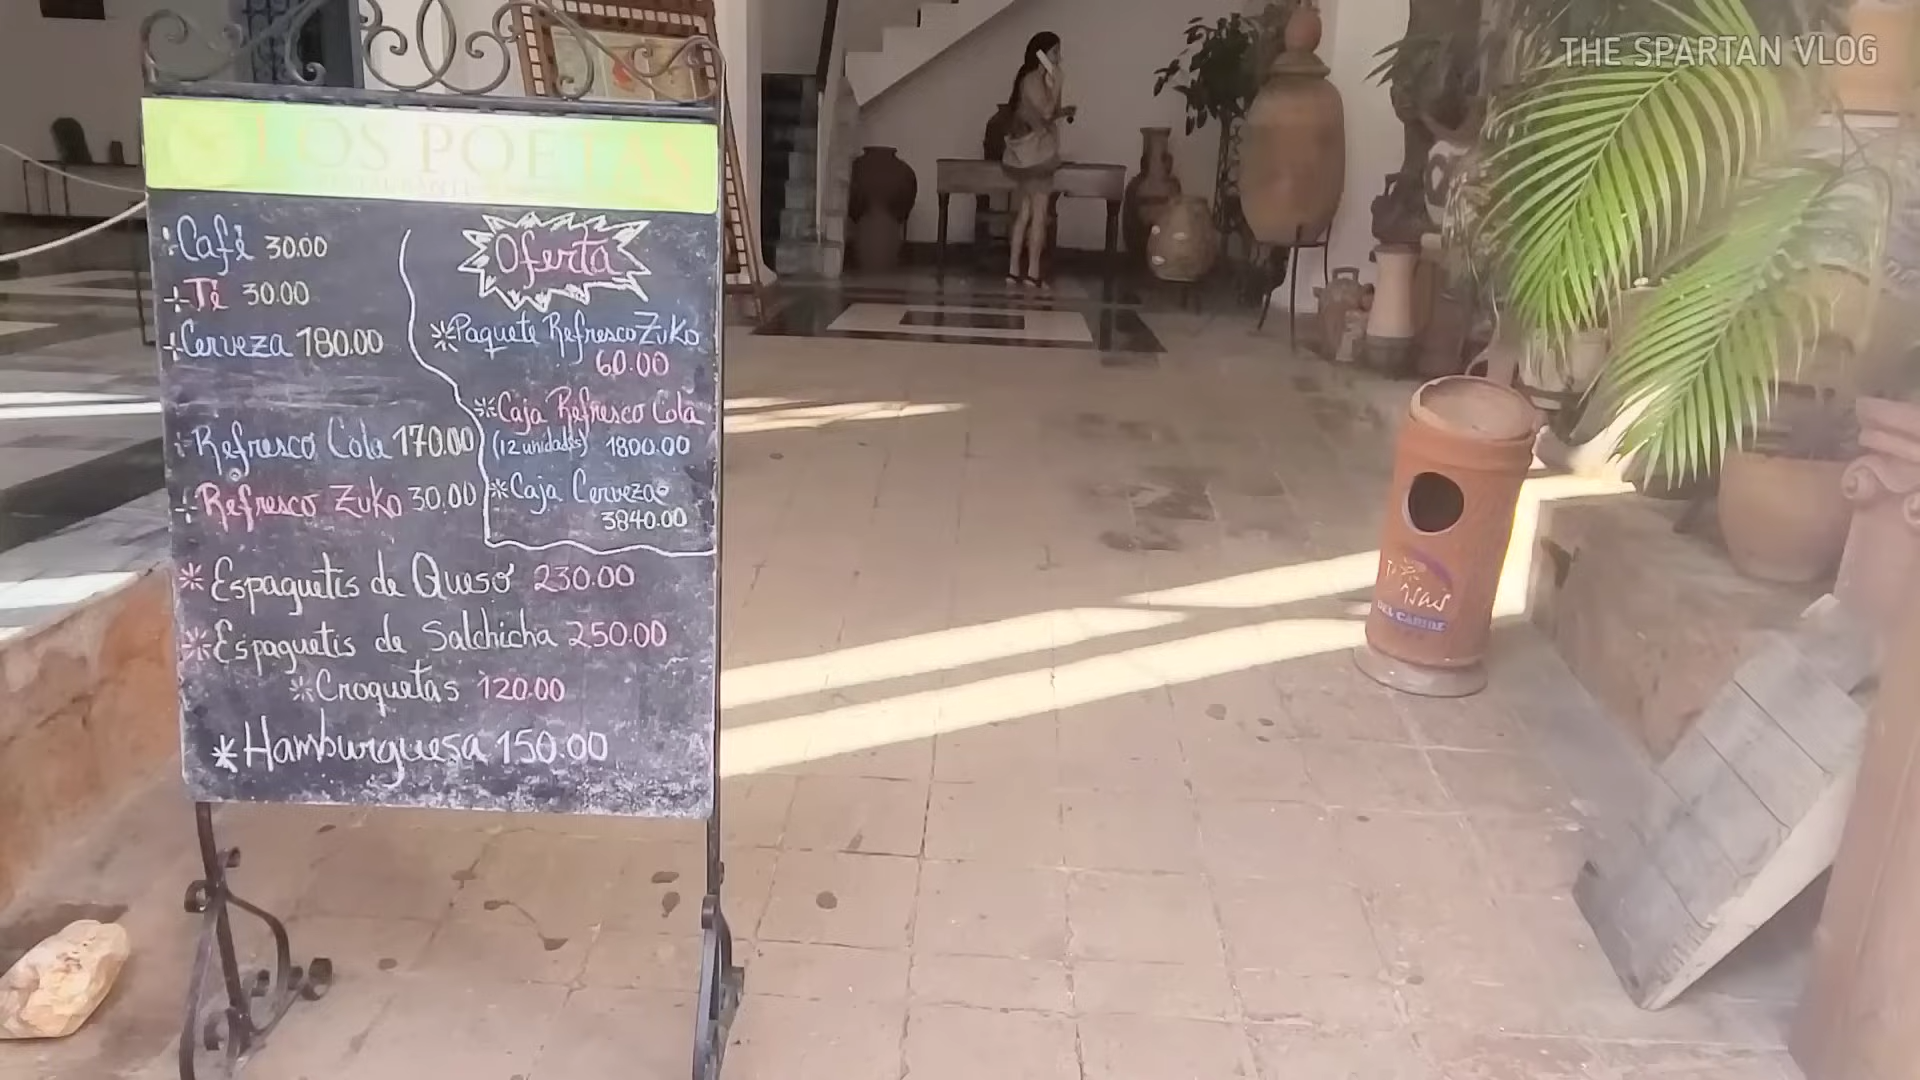 THE SPARTAN VLOG
LOS POETAS
Café 30.00
Té 30.00
Cerveza 180.00
Refresco Cola 170.00
Refresco Zuko 30.00
Oferta
Paquete Refresco Zuko
60.00
Caja Refresco Cola
(12 unidades) 1800.00
Caja Cerveza
3840.00
Espaguetis de Queso 230.00
Espaguetis de Salchicha 250.00
Croquetas 120.00
Hamburguesa 150.00
DEL CARIBE